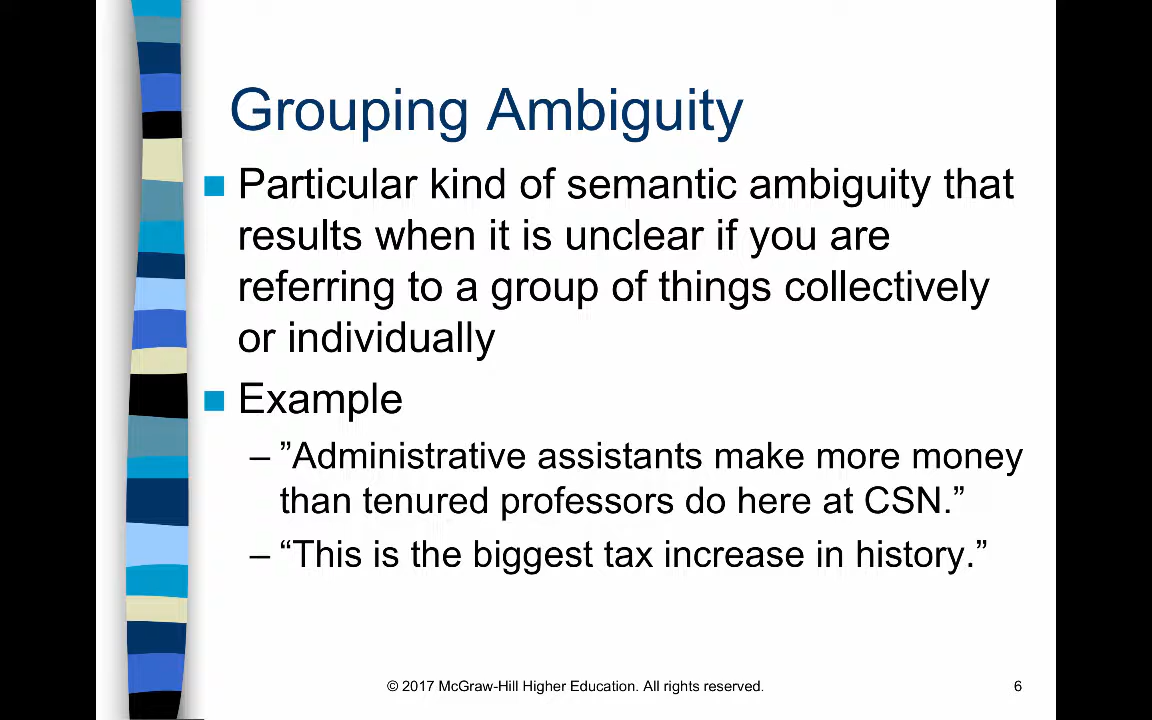 Grouping Ambiguity
Particular kind of semantic ambiguity that
results when it is unclear if you are
referring to a group of things collectively
or individually
Example
– ”Administrative assistants make more money
than tenured professors do here at CSN.”
– “This is the biggest tax increase in history.”
© 2017 McGraw-Hill Higher Education. All rights reserved.
6